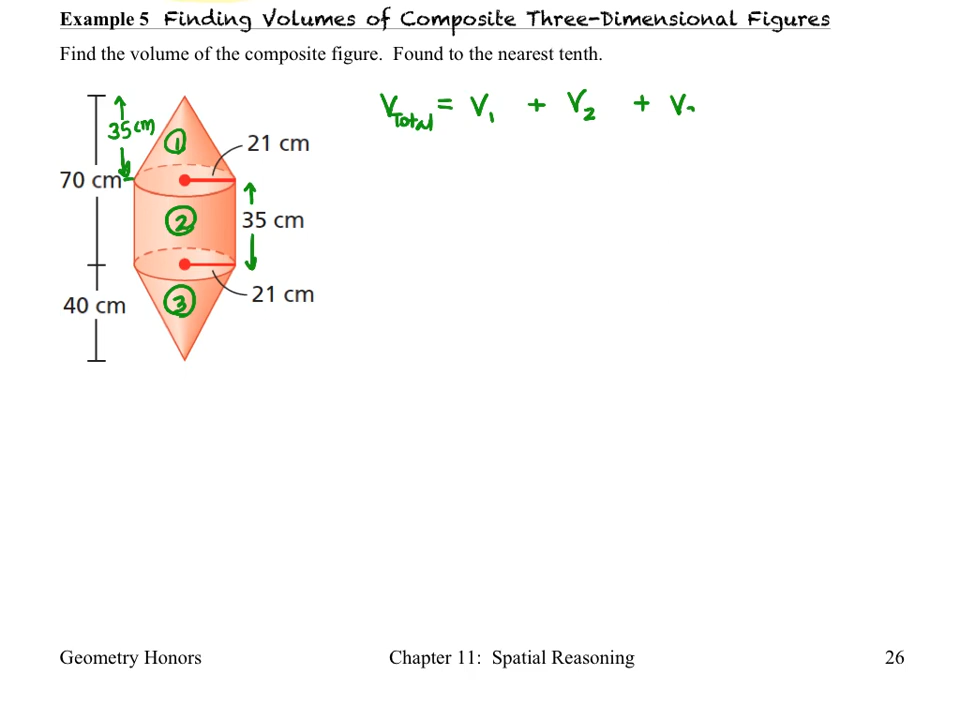 Example 5 Finding Volumes of Composite Three-Dimensional Figures
Find the volume of the composite figure. Found to the nearest tenth.
V Total = V1 + V2 + V
35 cm
1
21 cm
70 cm
2
35 cm
3
21 cm
40 cm
Geometry Honors Chapter 11: Spatial Reasoning 26